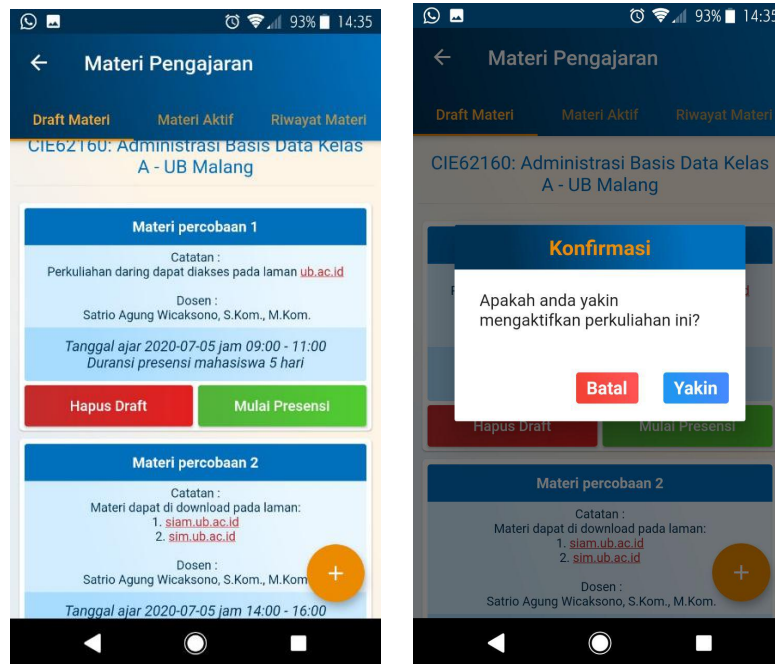 93% 14:35
Materi Pengajaran
Draft Materi Materi Aktif Riwayat Materi
CIE62160: Administrasi Basis Data Kelas
A - UB Malang
Materi percobaan 1
Catatan :
Perkuliahan daring dapat diakses pada laman ub.ac.id
Dosen :
Satrio Agung Wicaksono, S.Kom., M.Kom.
Tanggal ajar 2020-07-05 jam 09:00 - 11:00
Duransi presensi mahasiswa 5 hari
Hapus Draft Mulai Presensi
Materi percobaan 2
Catatan :
Materi dapat di download pada laman:
1. siam.ub.ac.id
2. sim.ub.ac.id
Dosen :
Satrio Agung Wicaksono, S.Kom., M.Kom
Tanggal ajar 2020-07-05 jam 14:00 - 16:00
93% 14:35
Materi Pengajaran
Draft Materi Materi Aktif Riwayat Materi
CIE62160: Administrasi Basis Data Kelas
A - UB Malang
Konfirmasi
Apakah anda yakin
mengaktifkan perkuliahan ini?
Batal Yakin
Hapus Draft Mulai Presensi
Materi percobaan 2
Catatan :
Materi dapat di download pada laman:
1. siam.ub.ac.id
2. sim.ub.ac.id
Dosen :
Satrio Agung Wicaksono, S.Kom., M.Kom.